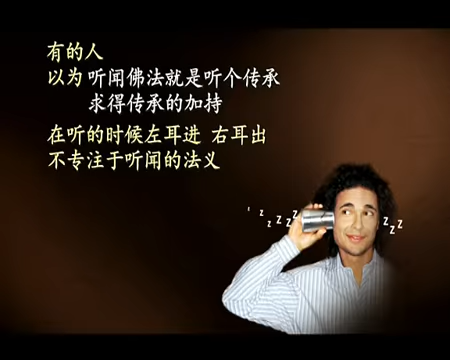 有的人
以为 听闻佛法就是听个传承
求得传承的加持
在听的时候左耳进 右耳出
不专注于听闻的法义
z z z z z z z z